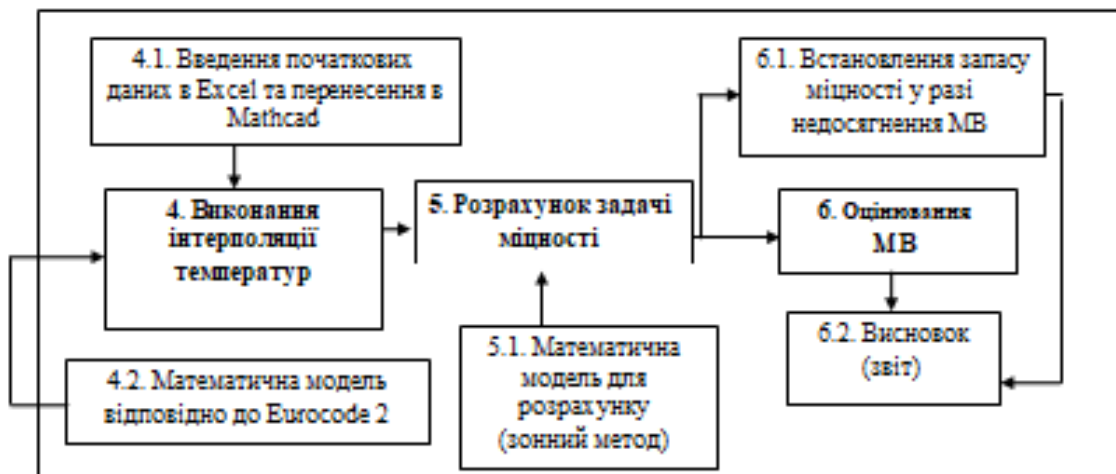 4.1. Введення початкових
даних в Excel та перенесення в
Mathcad
6.1. Встановлення запасу
міцності у разі
недосягнення МВ
4. Виконання
інтерполяції
температур
5. Розрахунок задачі
міцності
6. Оцінювання
МВ
4.2. Математична модель
відповідно до Eurocode 2
5.1. Математична
модель для
розрахунку
(зонний метод)
6.2. Висновок
(звіт)